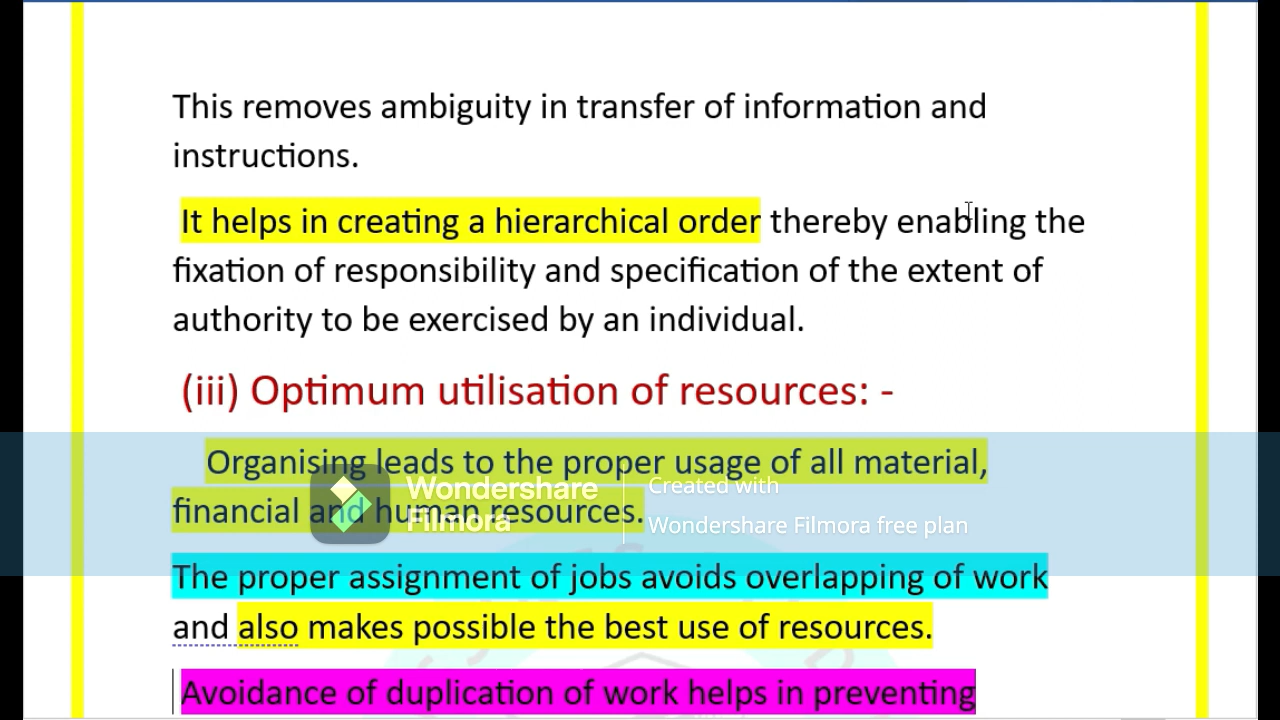 This removes ambiguity in transfer of information and
instructions.
It helps in creating a hierarchical order thereby enabling the
fixation of responsibility and specification of the extent of
authority to be exercised by an individual.
(iii) Optimum utilisation of resources: -
Organising leads to the proper usage of all material,
financial and human resources.
Wondershare
Filmora
Created with
Wondershare Filmora free plan
The proper assignment of jobs avoids overlapping of work
and also makes possible the best use of resources.
Avoidance of duplication of work helps in preventing